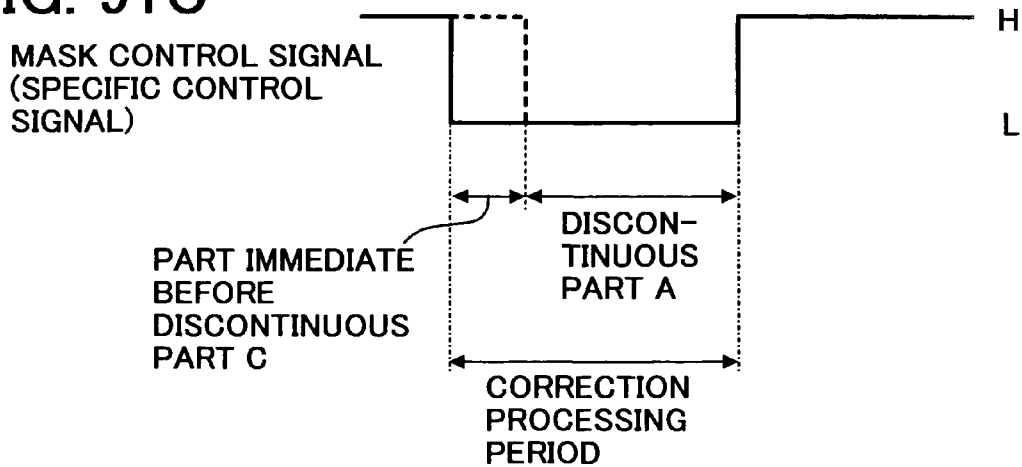 MASK CONTROL SIGNAL
(SPECIFIC CONTROL
SIGNAL)
H
L
PART IMMEDIATE
BEFORE
DISCONTINUOUS
PART C
DISCON-
TINUOUS
PART A
CORRECTION
PROCESSING
PERIOD